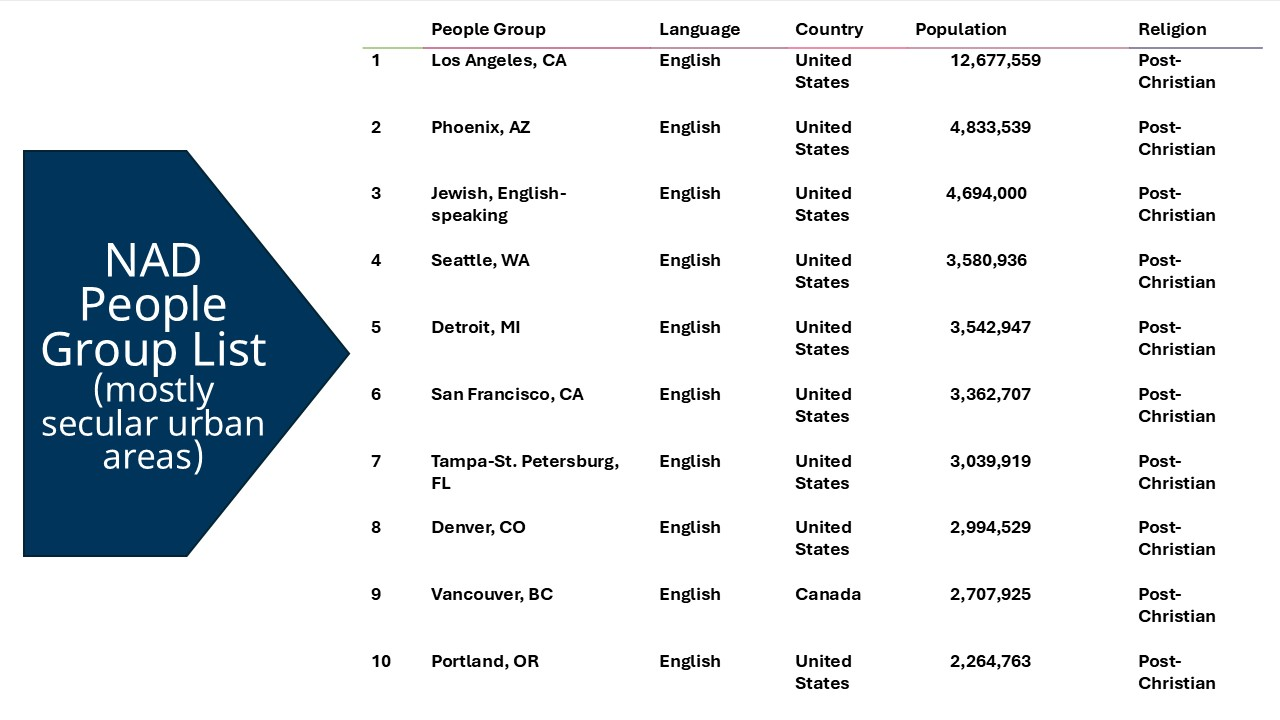 NAD
People
Group List
(mostly
secular urban
areas)
People Group Language Country Population Religion
1 Los Angeles, CA English United 12,677,559 Post-
States Christian
2 Phoenix, AZ English United 4,833,539 Post-
States Christian
3 Jewish, English- English United 4,694,000 Post-
speaking States Christian
4 Seattle, WA English United 3,580,936 Post-
States Christian
5 Detroit, MI English United 3,542,947 Post-
States Christian
6 San Francisco, CA English United 3,362,707 Post-
States Christian
7 Tampa-St. Petersburg, English United 3,039,919 Post-
FL States Christian
8 Denver, CO English United 2,994,529 Post-
States Christian
9 Vancouver, BC English Canada 2,707,925 Post-
Christian
10 Portland, OR English United 2,264,763 Post-
States Christian